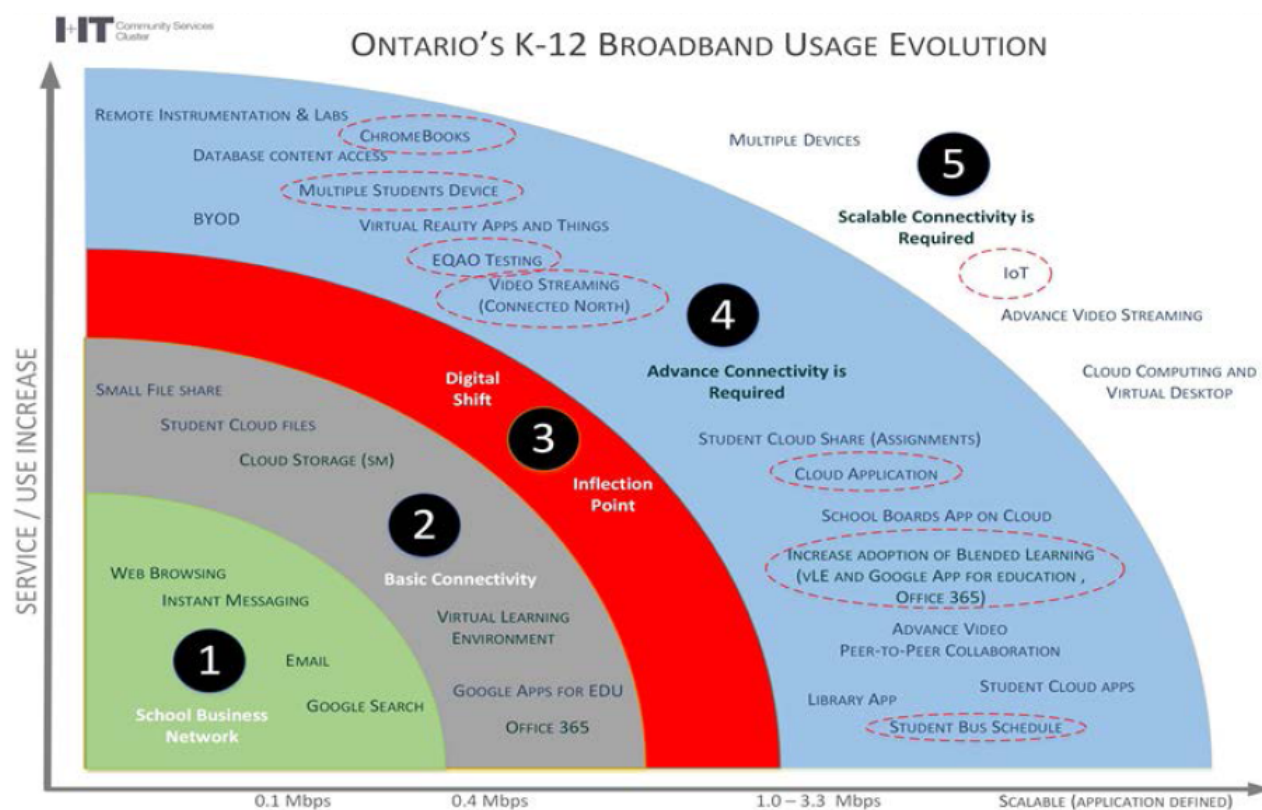 I+IT Community Services
Cluster
ONTARIO'S K-12 BROADBAND USAGE EVOLUTION
SERVICE / USE INCREASE
REMOTE INSTRUMENTATION & LABS
CHROMEBOOKS
DATABASE CONTENT ACCESS
MULTIPLE STUDENTS DEVICE
BYOD
VIRTUAL REALITY APPS AND THINGS
EQAO TESTING
VIDEO STREAMING
(CONNECTED NORTH)
MULTIPLE DEVICES
5
Scalable Connectivity is
Required
IOT
ADVANCE VIDEO STREAMING
CLOUD COMPUTING AND
VIRTUAL DESKTOP
4
Advance Connectivity is
Required
STUDENT CLOUD SHARE (ASSIGNMENTS)
CLOUD APPLICATION
SCHOOL BOARDS APP ON CLOUD
INCREASE ADOPTION OF BLENDED LEARNING
(VLE AND GOOGLE APP FOR EDUCATION ,
OFFICE 365)
ADVANCE VIDEO
PEER-TO-PEER COLLABORATION
LIBRARY APP
STUDENT CLOUD APPS
STUDENT BUS SCHEDULE
Digital
Shift
3
Inflection
Point
SMALL FILE SHARE
STUDENT CLOUD FILES
CLOUD STORAGE (SM)
2
Basic Connectivity
VIRTUAL LEARNING
ENVIRONMENT
GOOGLE APPS FOR EDU
OFFICE 365
WEB BROWSING
INSTANT MESSAGING
1
EMAIL
GOOGLE SEARCH
School Business
Network
0.1 Mbps
0.4 Mbps
1.0 – 3.3 Mbps
SCALABLE (APPLICATION DEFINED)